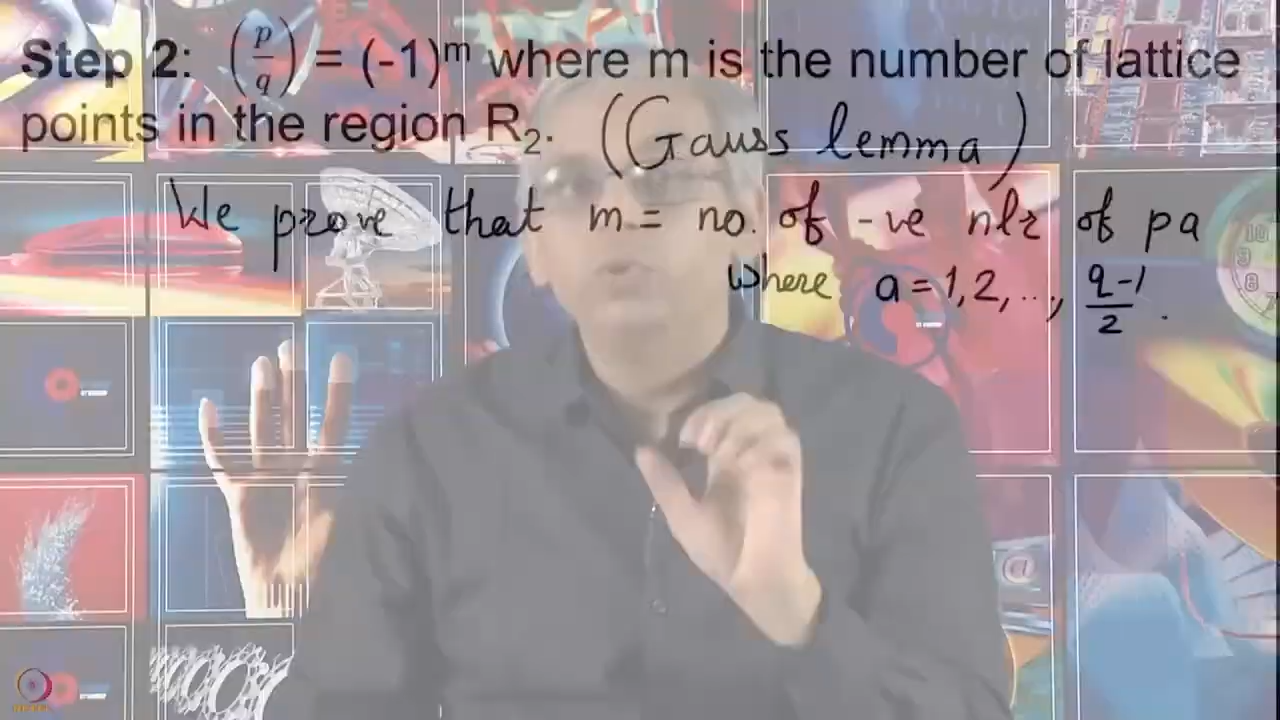 Step 2: (p/q) = (-1)^m where m is the number of lattice
points in the region R₂. (Gauss lemma)
We prove that m = no. of -ve nlr of pa
where a = 1, 2, ..., q-1/2.